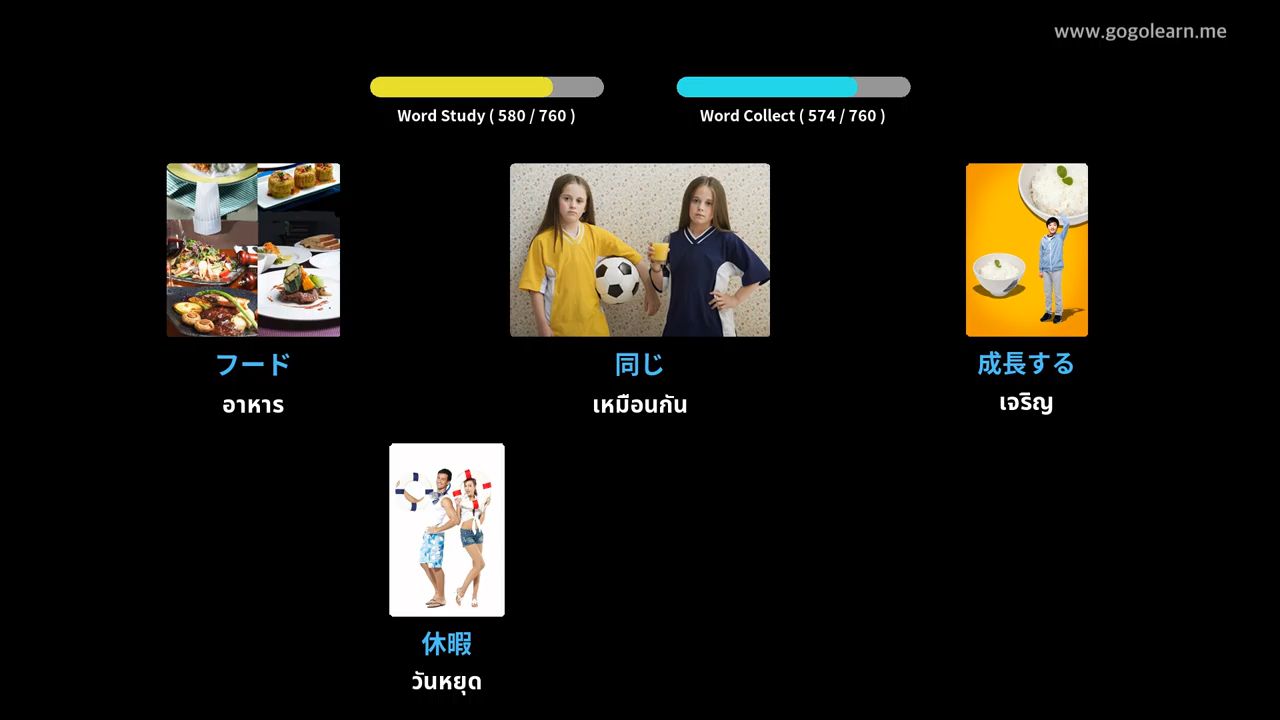 www.gogolearn.me
Word Study ( 580 / 760 )
Word Collect ( 574 / 760 )
フード
同じ
成長する
อาหาร
เหมือนกัน
เจริญ
休暇
วันหยุด